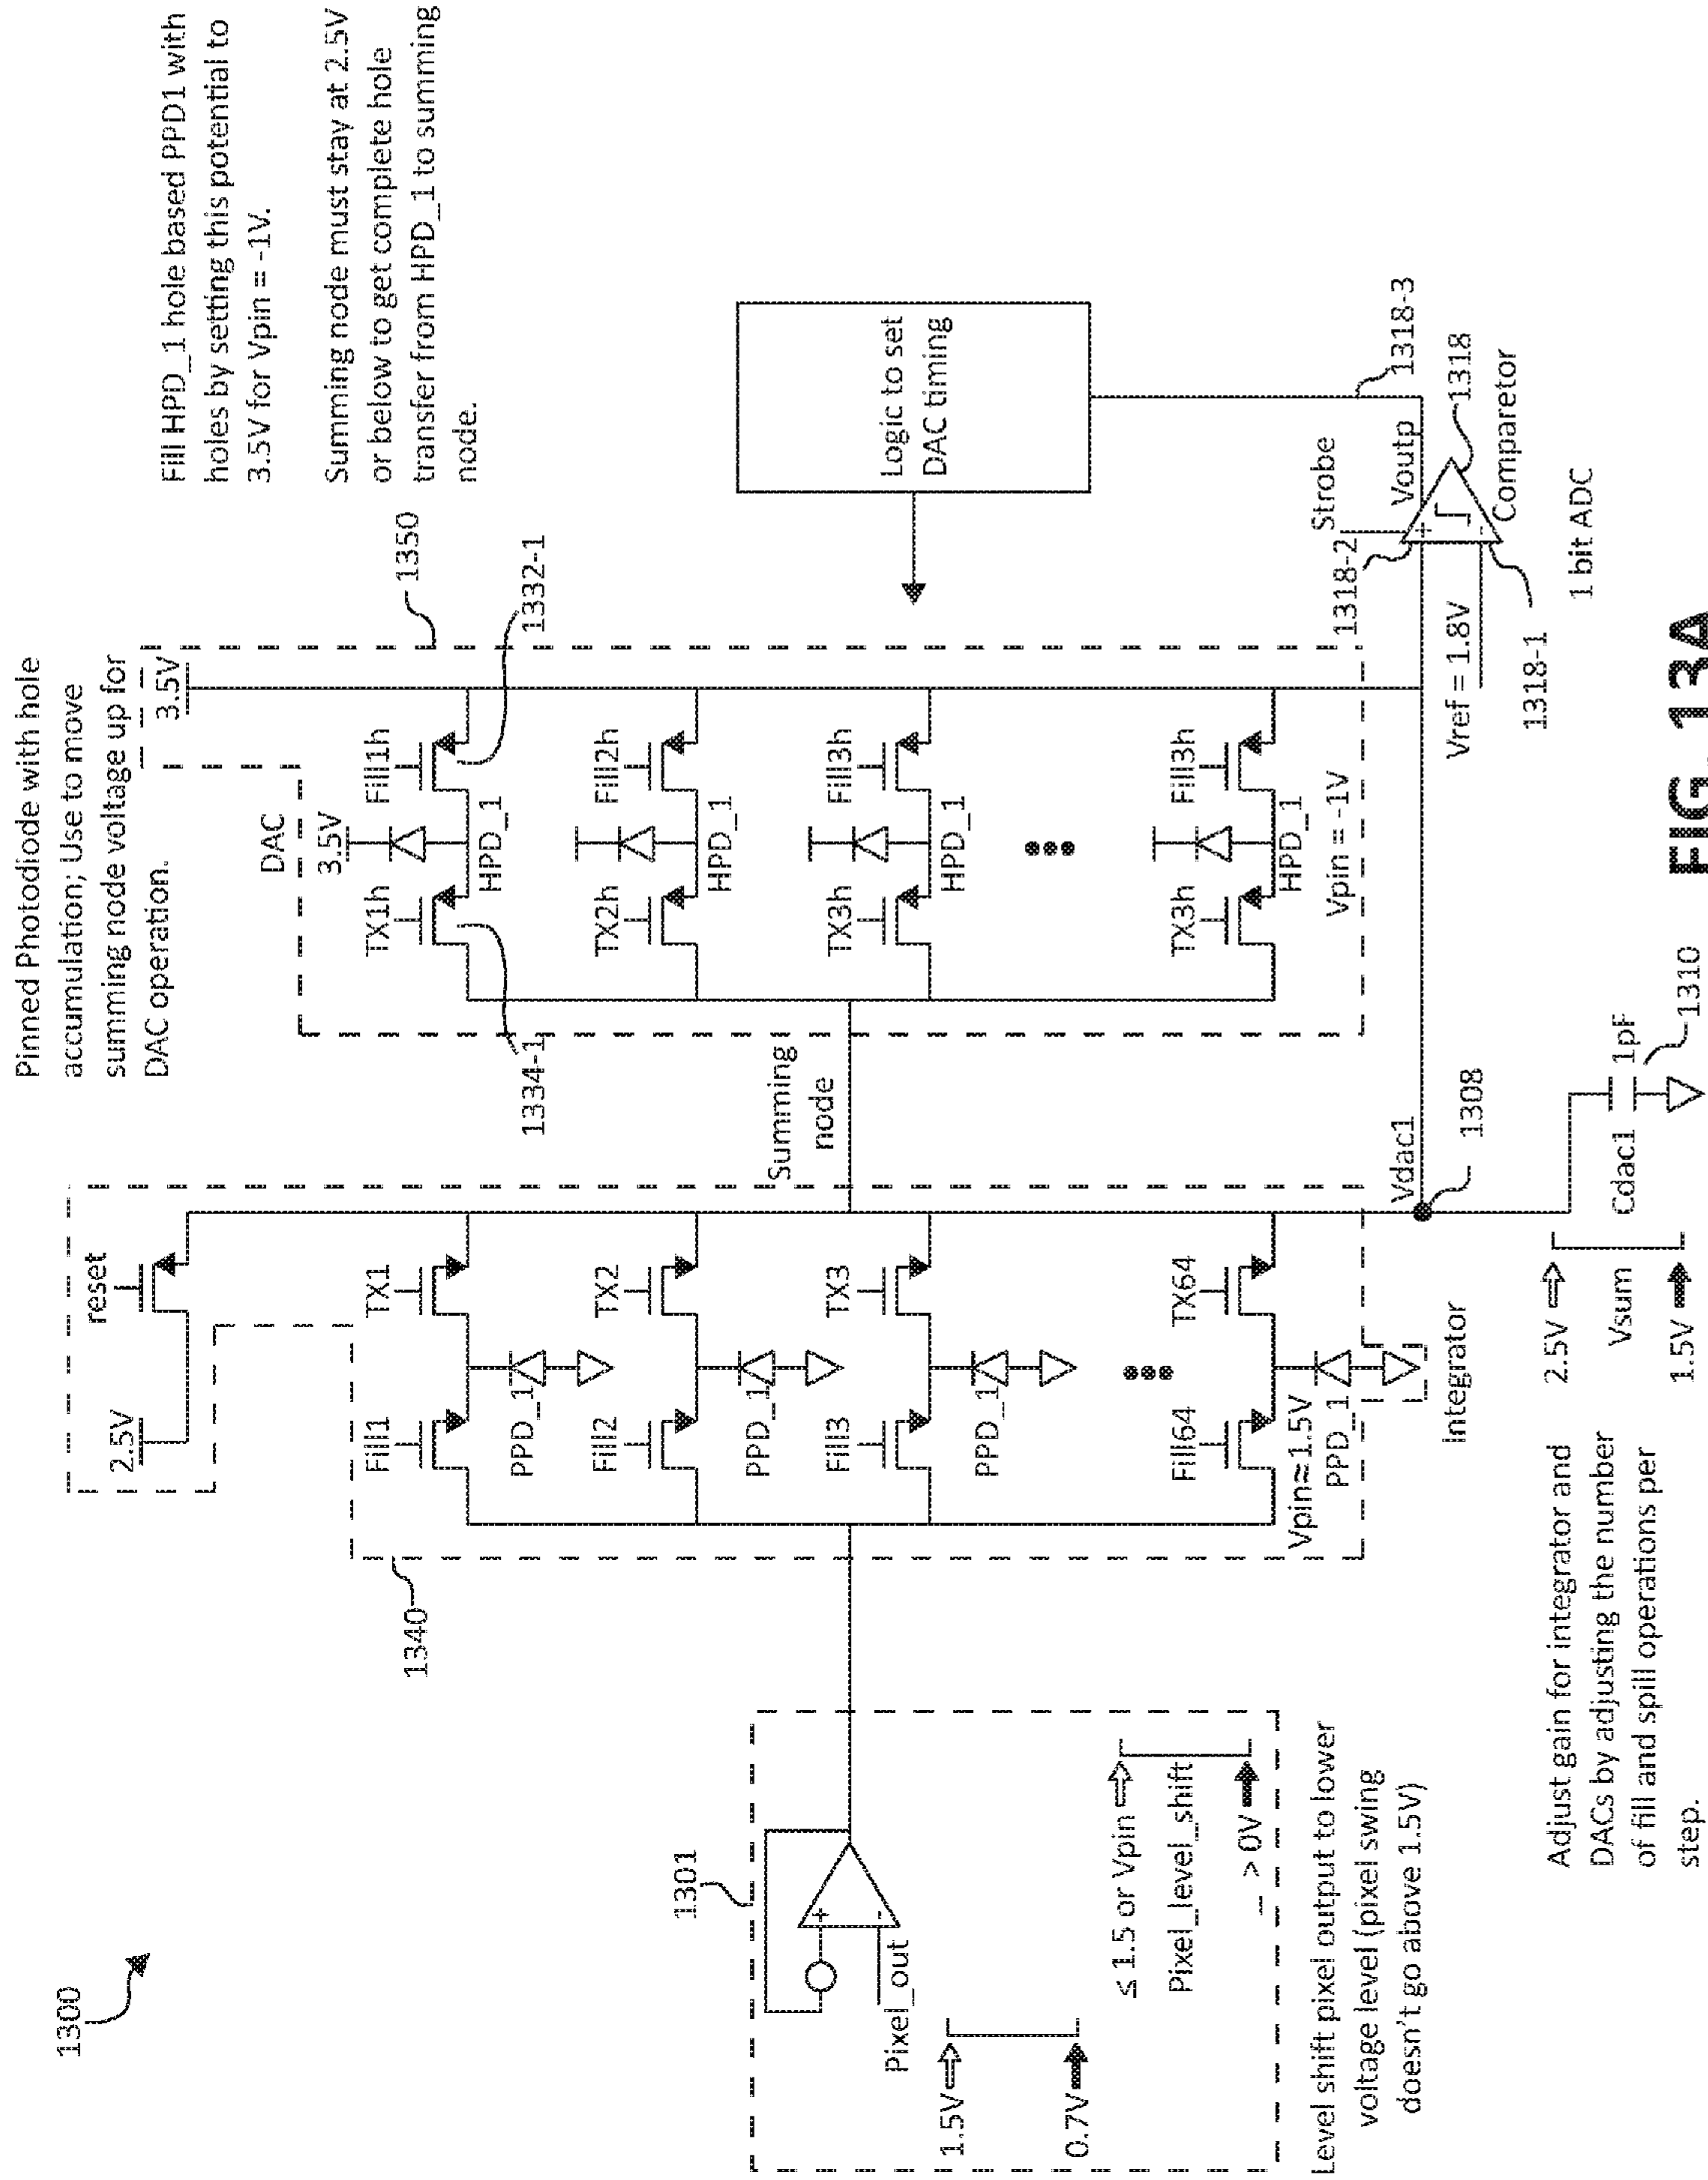 1300
Pinned Photodiode with hole
accumulation; Use to move
summing node voltage up for
DAC operation.
Fill HPD_1 hole based PPD1 with
holes by setting this potential to
3.5V for Vpin = -1V.
Summing node must stay at 2.5V
or below to get complete hole
transfer from HPD_1 to summing
node.
1301
Pixel_out
1.5V
0.7V
≤ 1.5 or Vpin
Pixel_level_shift
_ > 0V
Level shift pixel output to lower
voltage level (pixel swing
doesn't go above 1.5V)
1340
2.5V
reset
Fill1
TX1
PPD_1
Fill2
TX2
PPD_1
Fill3
TX3
PPD_1
Fill64
TX64
Vpin≈1.5V
PPD_1
Integrator
Summing
node
1350
DAC
3.5V
3.5V
TX1h
Fill1h
HPD_1
1334-1
1332-1
TX2h
Fill2h
HPD_1
TX3h
Fill3h
HPD_1
TX3h
Fill3h
HPD_1
Vpin = -1V
Logic to set
DAC timing
Vdac1
1308
Cdac1
1pF
1310
2.5V
Vsum
1.5V
Adjust gain for integrator and
DACs by adjusting the number
of fill and spill operations per
step.
1318-2
Strobe
+
-
Voutp
1318-3
1318
Vref = 1.8V
1318-1
Comparetor
1 bit ADC
FIG. 13A